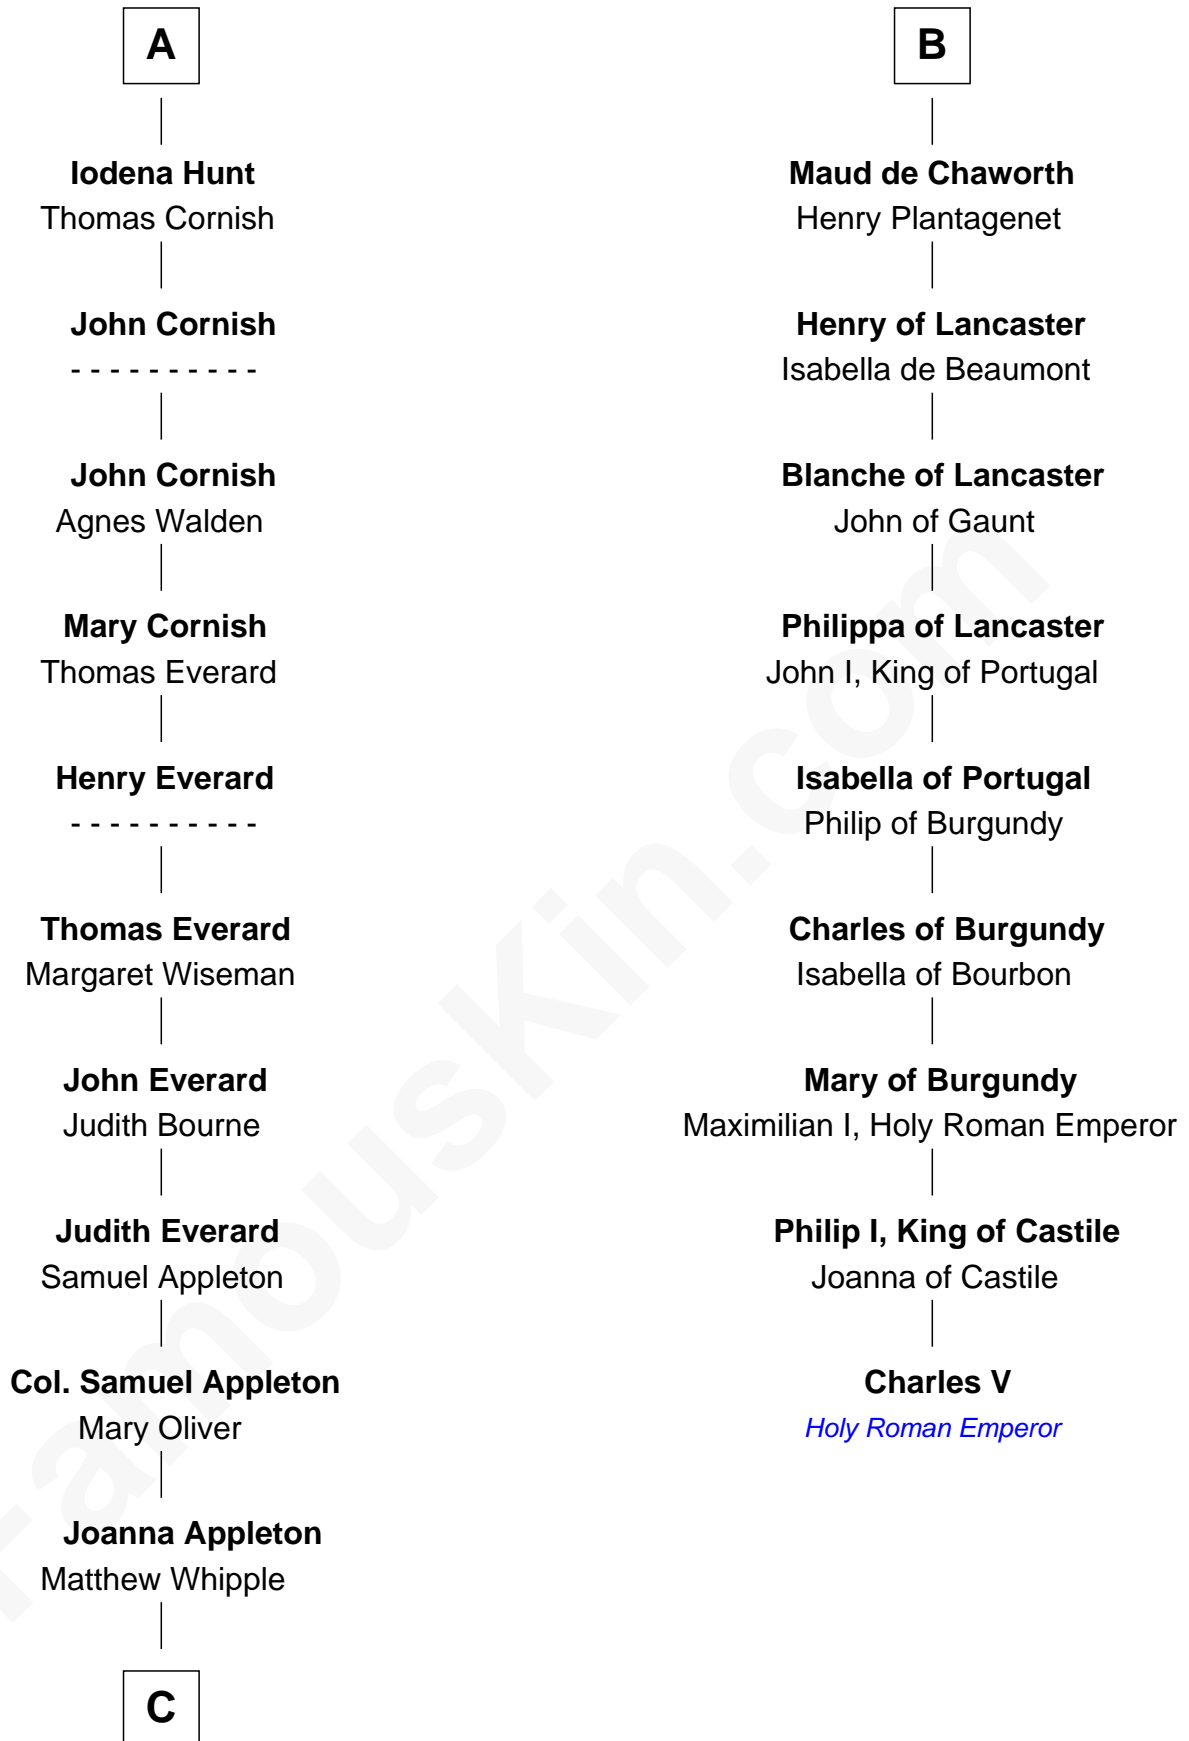 A
Iodena Hunt
Thomas Cornish
John Cornish
- - - - - - - - - -
John Cornish
Agnes Walden
Mary Cornish
Thomas Everard
Henry Everard
- - - - - - - - - -
Thomas Everard
Margaret Wiseman
John Everard
Judith Bourne
Judith Everard
Samuel Appleton
Col. Samuel Appleton
Mary Oliver
Joanna Appleton
Matthew Whipple
C
B
Maud de Chaworth
Henry Plantagenet
Henry of Lancaster
Isabella de Beaumont
Blanche of Lancaster
John of Gaunt
Philippa of Lancaster
John I, King of Portugal
Isabella of Portugal
Philip of Burgundy
Charles of Burgundy
Isabella of Bourbon
Mary of Burgundy
Maximilian I, Holy Roman Emperor
Philip I, King of Castile
Joanna of Castile
Charles V
Holy Roman Emperor
FamousKin.com